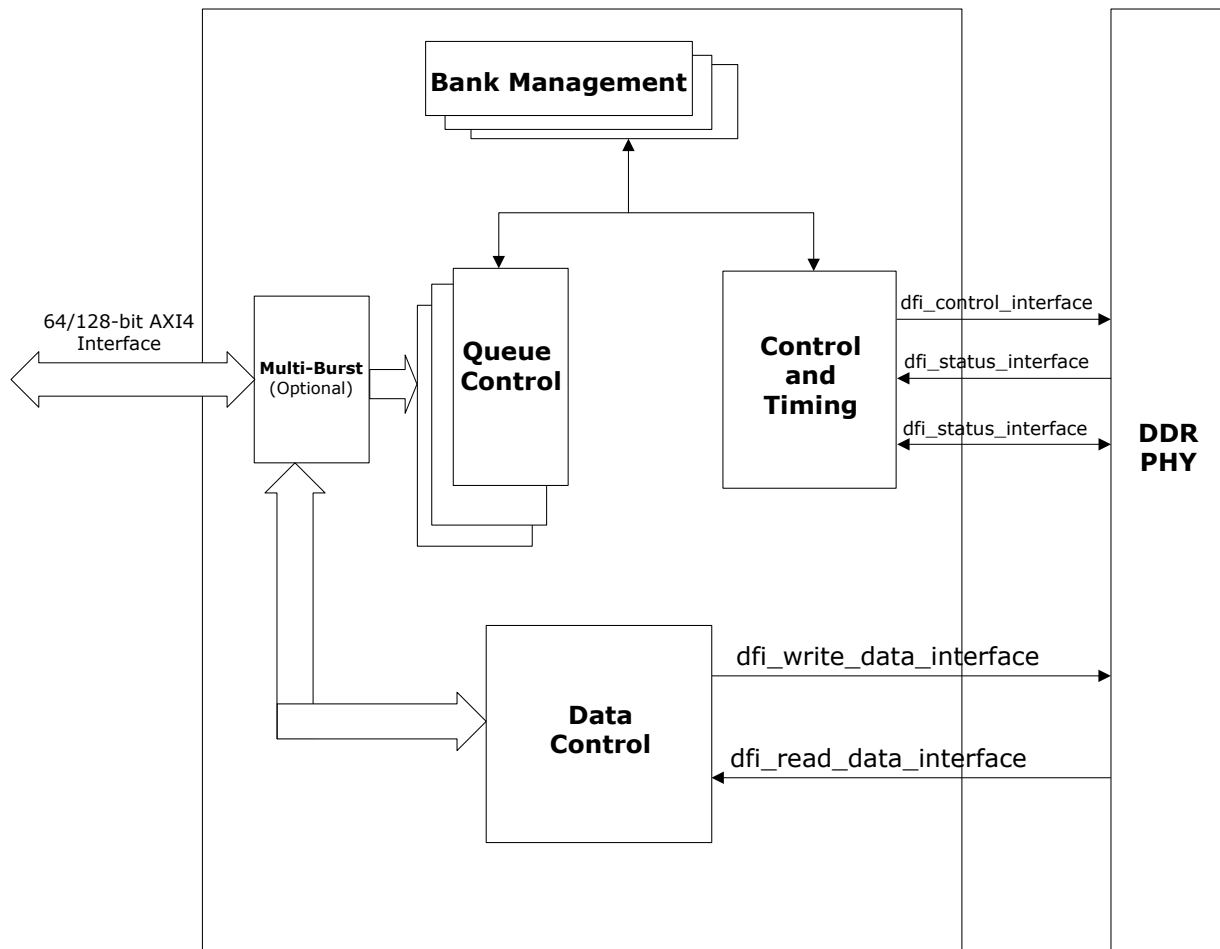 Bank Management
64/128-bit AXI4
Interface
Multi-Burst
(Optional)
Queue
Control
Control
and
Timing
dfi_control_interface
dfi_status_interface
dfi_status_interface
DDR
PHY
Data
Control
dfi_write_data_interface
dfi_read_data_interface